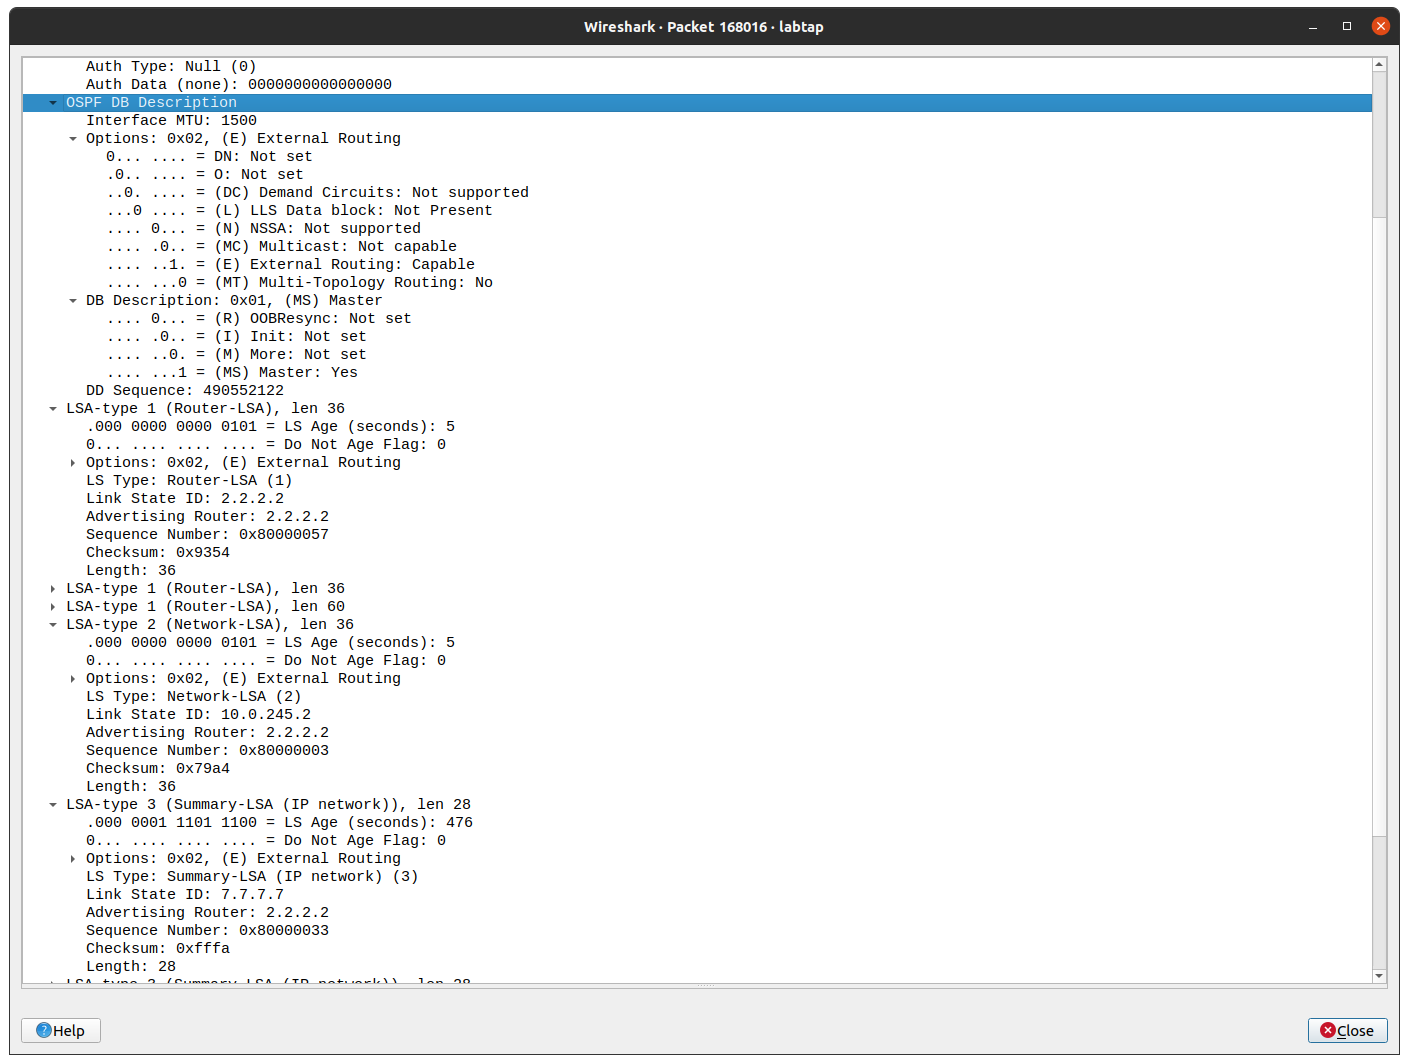 Wireshark · Packet 168016 · labtap
Auth Type: Null (0)
Auth Data (none): 0000000000000000
OSPF DB Description
Interface MTU: 1500
Options: 0x02, (E) External Routing
0... .... = DN: Not set
.0.. .... = O: Not set
..0. .... = (DC) Demand Circuits: Not supported
...0 .... = (L) LLS Data block: Not Present
.... 0... = (N) NSSA: Not supported
.... .0.. = (MC) Multicast: Not capable
.... ..1. = (E) External Routing: Capable
.... ...0 = (MT) Multi-Topology Routing: No
DB Description: 0x01, (MS) Master
.... 0... = (R) OOBResync: Not set
.... .0.. = (I) Init: Not set
.... ..0. = (M) More: Not set
.... ...1 = (MS) Master: Yes
DD Sequence: 490552122
LSA-type 1 (Router-LSA), len 36
.000 0000 0000 0101 = LS Age (seconds): 5
0... .... .... .... = Do Not Age Flag: 0
Options: 0x02, (E) External Routing
LS Type: Router-LSA (1)
Link State ID: 2.2.2.2
Advertising Router: 2.2.2.2
Sequence Number: 0x80000057
Checksum: 0x9354
Length: 36
LSA-type 1 (Router-LSA), len 36
LSA-type 1 (Router-LSA), len 60
LSA-type 2 (Network-LSA), len 36
.000 0000 0000 0101 = LS Age (seconds): 5
0... .... .... .... = Do Not Age Flag: 0
Options: 0x02, (E) External Routing
LS Type: Network-LSA (2)
Link State ID: 10.0.245.2
Advertising Router: 2.2.2.2
Sequence Number: 0x80000003
Checksum: 0x79a4
Length: 36
LSA-type 3 (Summary-LSA (IP network)), len 28
.000 0001 1101 1100 = LS Age (seconds): 476
0... .... .... .... = Do Not Age Flag: 0
Options: 0x02, (E) External Routing
LS Type: Summary-LSA (IP network) (3)
Link State ID: 7.7.7.7
Advertising Router: 2.2.2.2
Sequence Number: 0x80000033
Checksum: 0xfffa
Length: 28
LSA-type 3 (Summary-LSA (IP network)), len 28
Help
Close